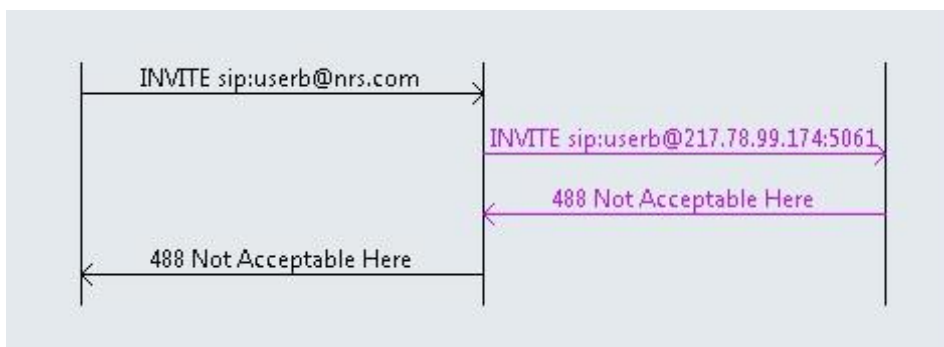 INVITE sip:userb@nrs.com
INVITE sip:userb@217.78.99.174:5061
488 Not Acceptable Here
488 Not Acceptable Here